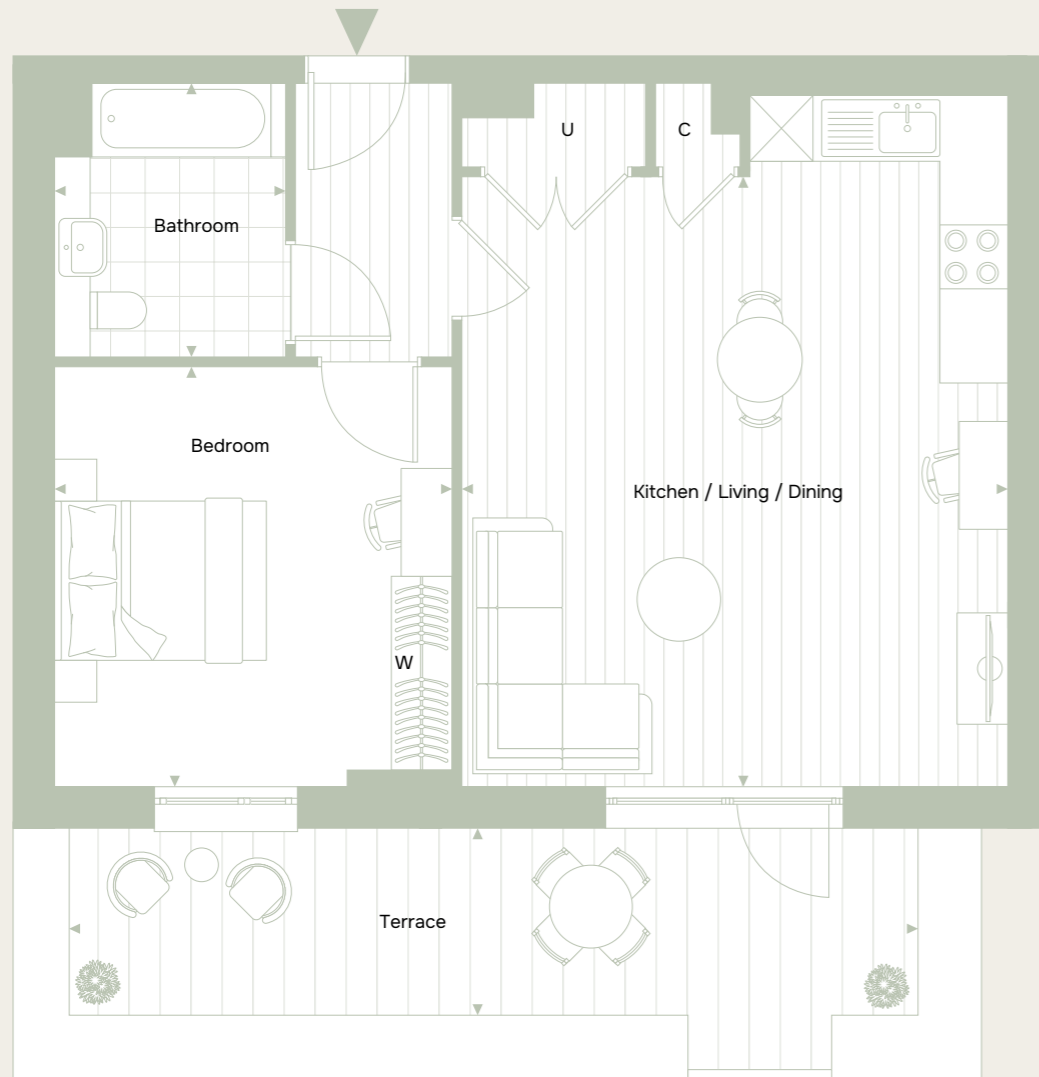 U
C
Bathroom
Bedroom
Kitchen / Living / Dining
W
Terrace